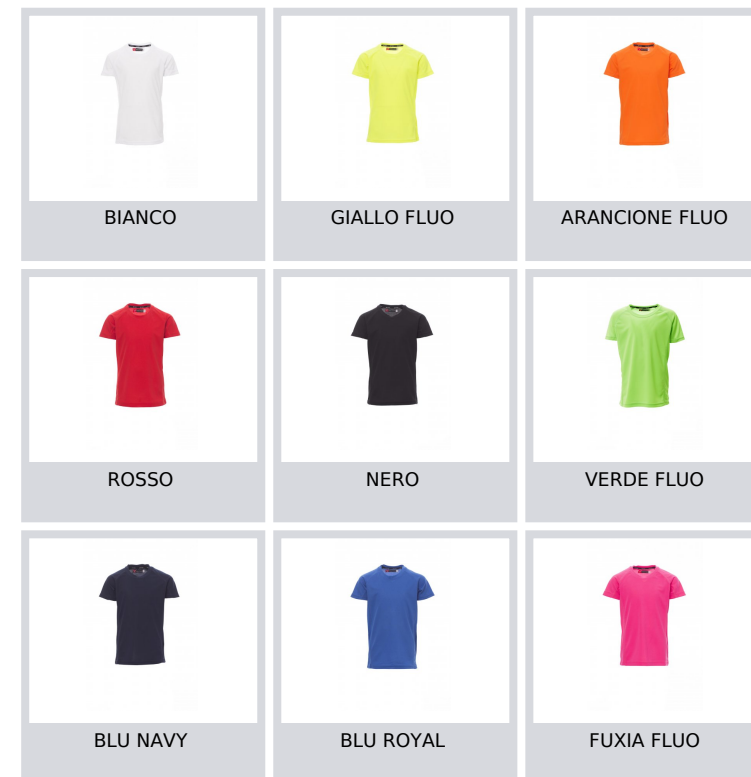 BIANCO
GIALLO FLUO
ARANCIONE FLUO
ROSSO
NERO
VERDE FLUO
BLU NAVY
BLU ROYAL
FUXIA FLUO